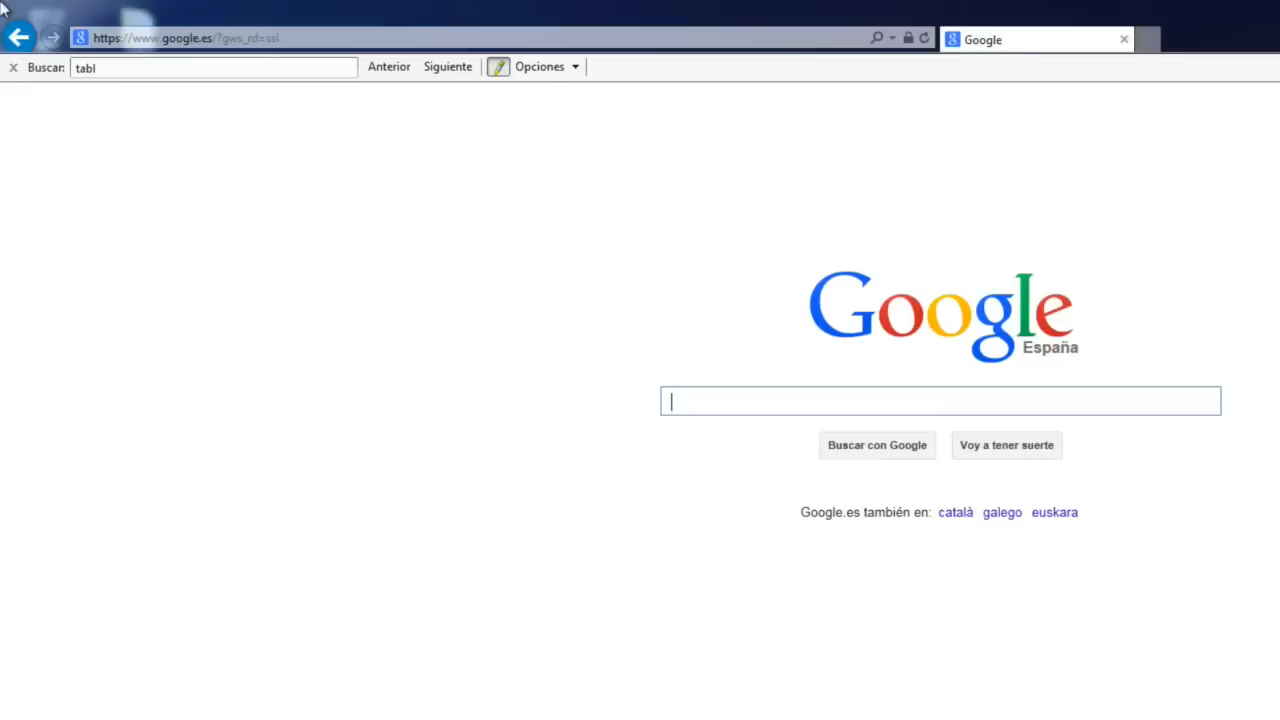 https://www.google.es/?gws_rd=ssl
Google
Buscar: tabl
Anterior Siguiente Opciones
Google
España
Buscar con Google Voy a tener suerte
Google.es también en: català galego euskara